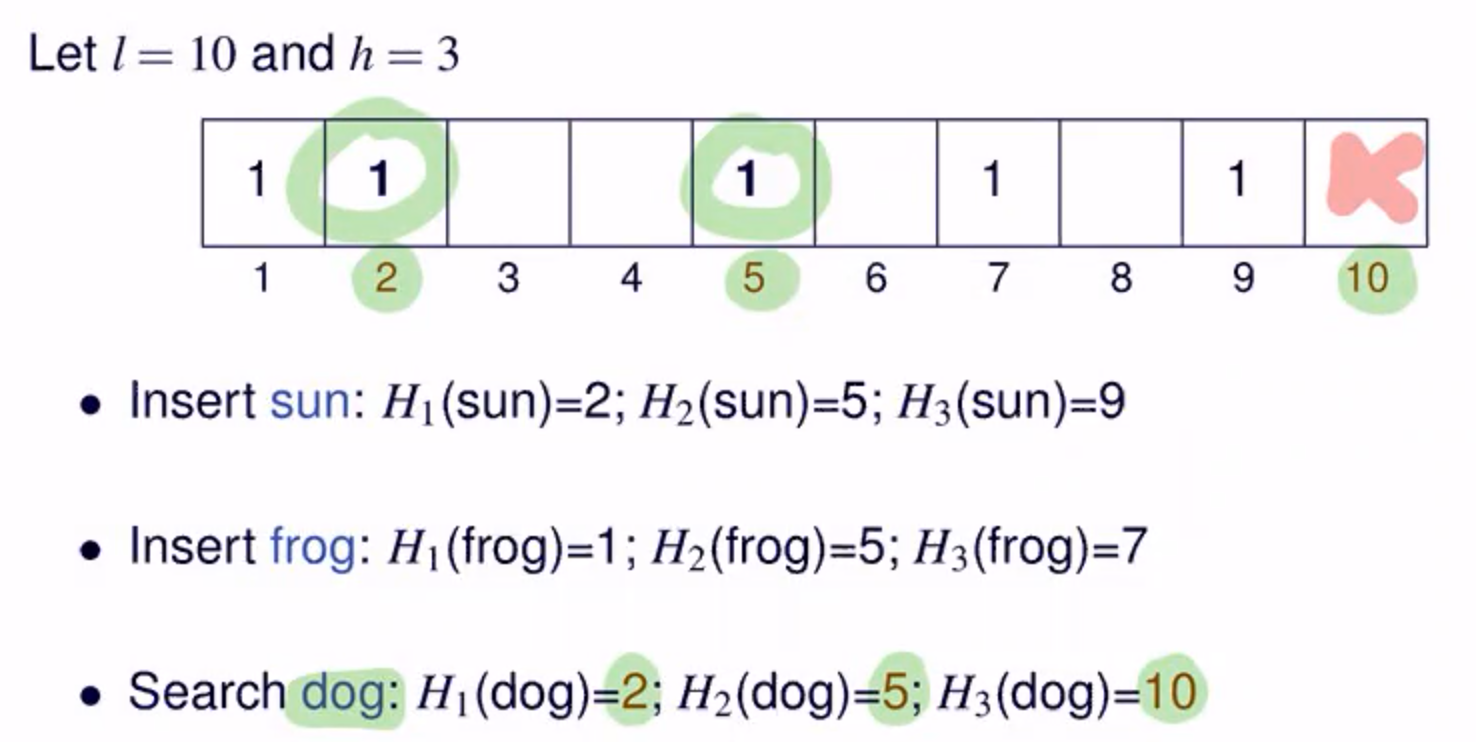 Let l = 10 and h = 3
1 1 1 1 1
1 2 3 4 5 6 7 8 9 10
• Insert sun: H₁(sun)=2; H₂(sun)=5; H₃(sun)=9
• Insert frog: H₁(frog)=1; H₂(frog)=5; H₃(frog)=7
• Search dog: H₁(dog)=2; H₂(dog)=5; H₃(dog)=10